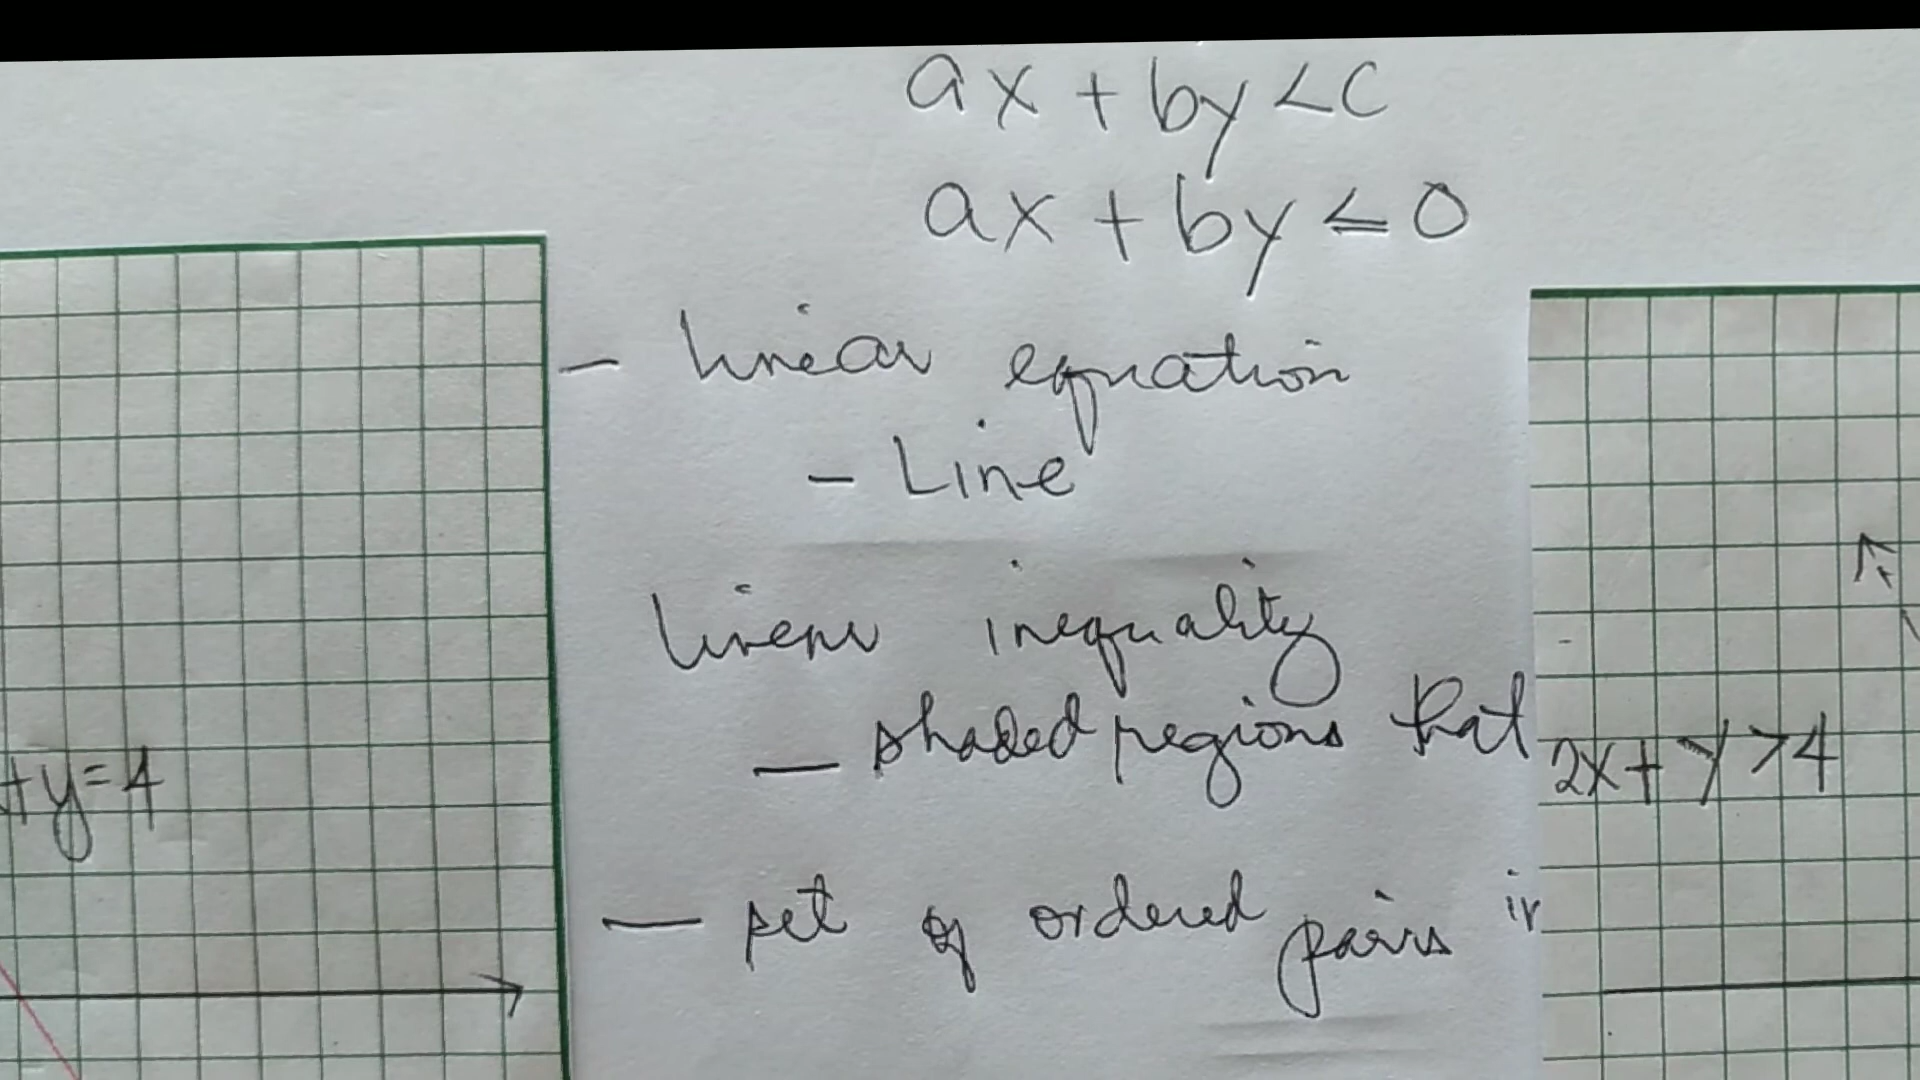 ax + by < c
ax + by ≤ 0
- linear equation
- Line
linear inequality
— shaded regions that
— set of ordered pairs in
+y=4
2x+y>4